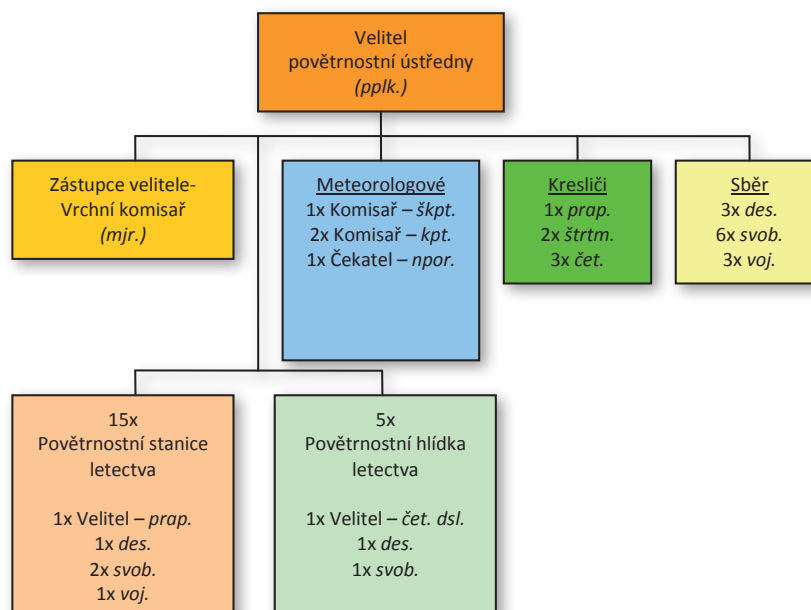 Velitel
povětrnostní ústředny
(pplk.)
Zástupce velitele-
Vrchní komisař
(mjr.)
Meteorologové
1x Komisař – škpt.
2x Komisař – kpt.
1x Čekatel – npor.
Kresliči
1x prap.
2x štrtm.
3x čet.
Sběr
3x des.
6x svob.
3x voj.
15x
Povětrnostní stanice
letectva
1x Velitel – prap.
1x des.
2x svob.
1x voj.
5x
Povětrnostní hlídka
letectva
1x Velitel – čet. dsl.
1x des.
1x svob.